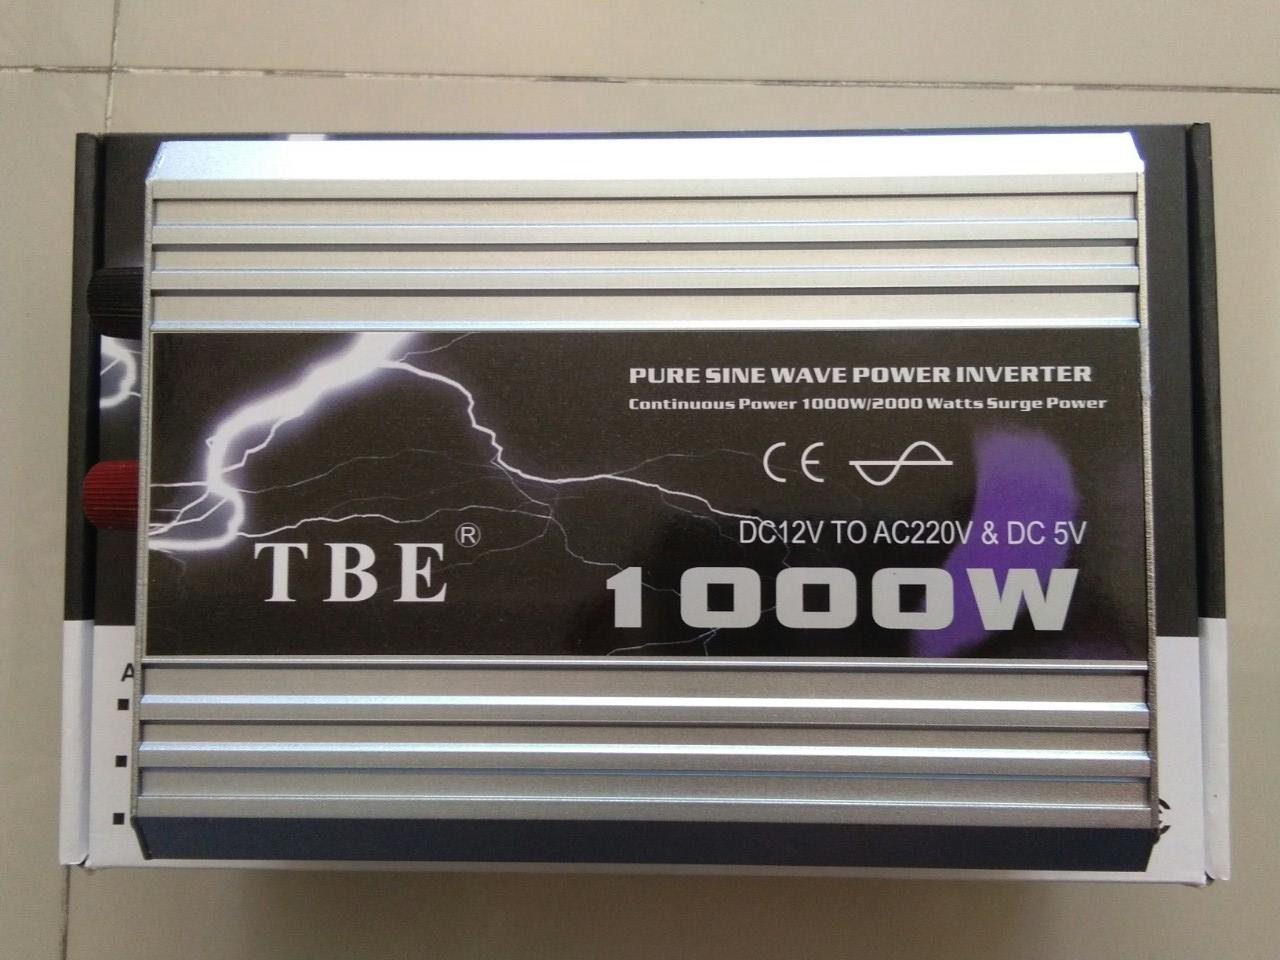 PURE SINE WAVE POWER INVERTER
Continuous Power 1000W/2000 Watts Surge Power
CE
DC12V TO AC220V & DC 5V
TBE®
1000W
A